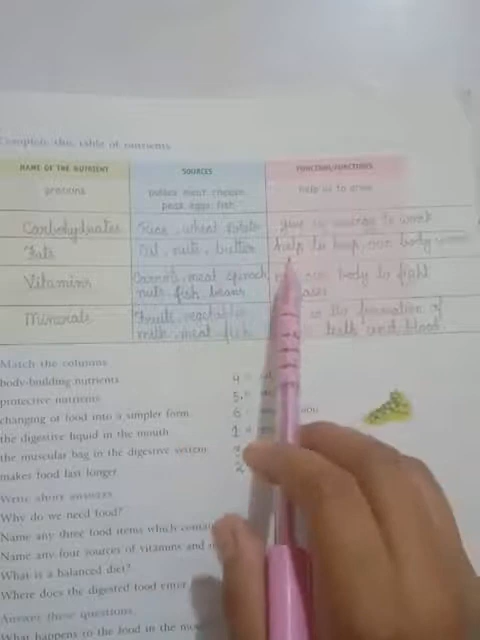 Complete this table of nutrients
NAME OF THE NUTRIENT SOURCES FUNCTION/FUNCTIONS
proteins pulses meat cheese peas eggs fish help us to grow
Carbohydrates Rice, wheat Potato give us energy to work
Fats Oil, nuts, butter help to keep our body
Vitamins Carrots, meat spinach nuts, fish, beans body to fight
Minerals Fruits, vegetables milk, meat fish in the formation of teeth and blood
Match the columns
body-building nutrients 4
protective nutrients 5.
changing of food into a simpler form 6 you
the digestive liquid in the mouth 1
the muscular bag in the digestive system
makes food last longer 2
Write short answers
Why do we need food?
Name any three food items which contain
Name any four sources of vitamins and
What is a balanced diet?
Where does the digested food enter
Answer these questions
What happens to the food in the